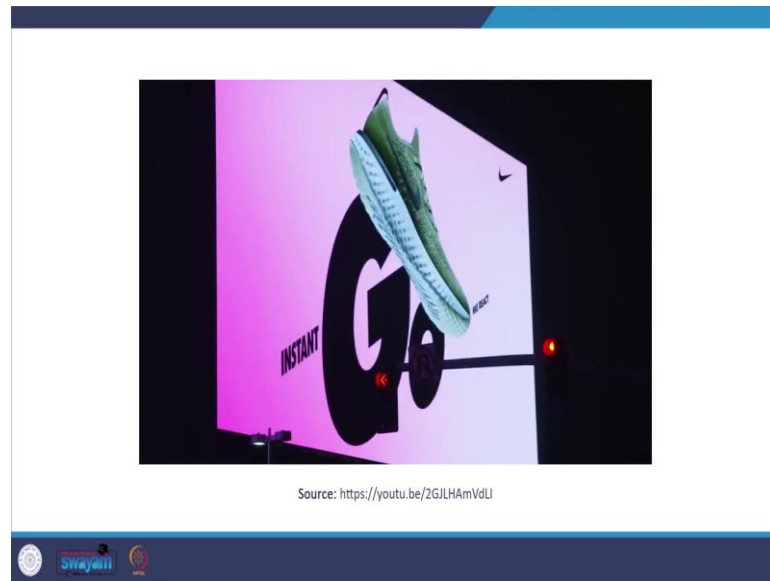 INSTANT
Go
NIKE REACT
Source: https://youtu.be/2GJLHAmVdLI
swayam